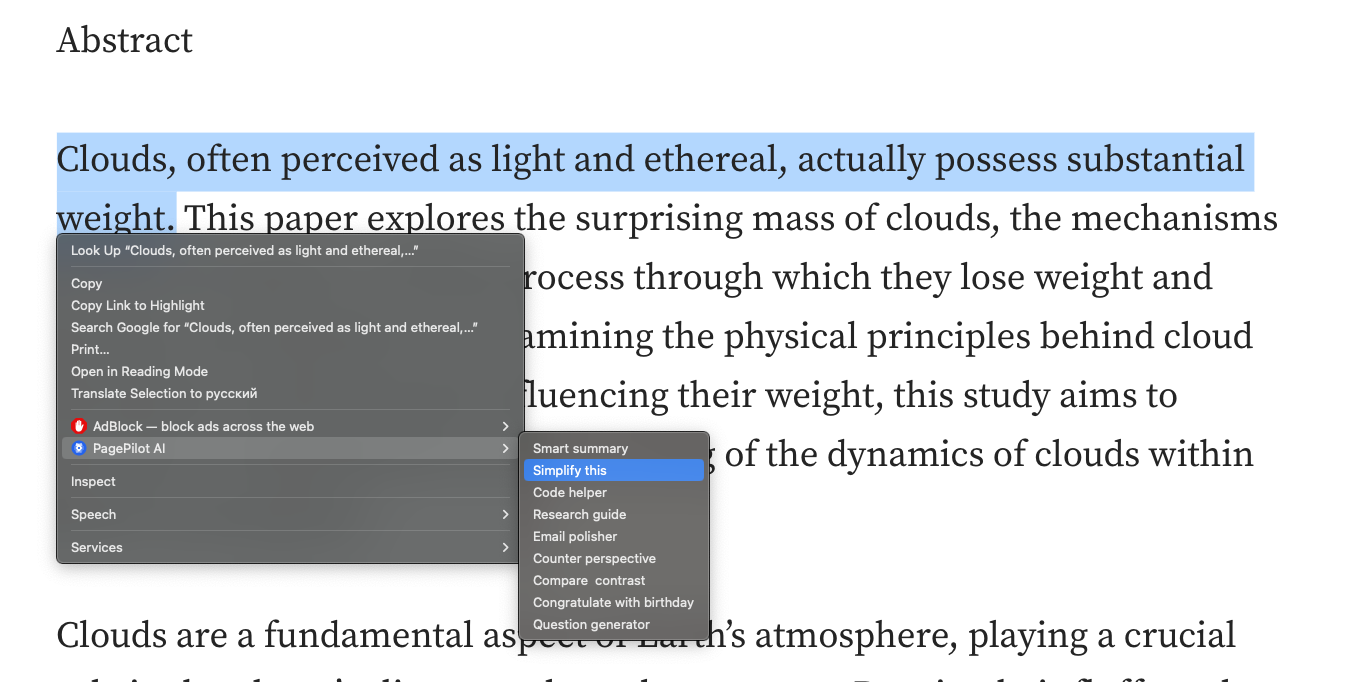 Abstract
Clouds, often perceived as light and ethereal, actually possess substantial
weight. This paper explores the surprising mass of clouds, the mechanisms
Look Up “Clouds, often perceived as light and ethereal,...”
Copy
Copy Link to Highlight
Search Google for “Clouds, often perceived as light and ethereal,...”
Print...
Open in Reading Mode
Translate Selection to русский
AdBlock — block ads across the web
PagePilot AI
Inspect
Speech
Services
Smart summary
Simplify this
Code helper
Research guide
Email polisher
Counter perspective
Compare  contrast
Congratulate with birthday
Question generator
rocess through which they lose weight and
amining the physical principles behind cloud
fluencing their weight, this study aims to
of the dynamics of clouds within
Clouds are a fundamental aspect of Earth’s atmosphere, playing a crucial